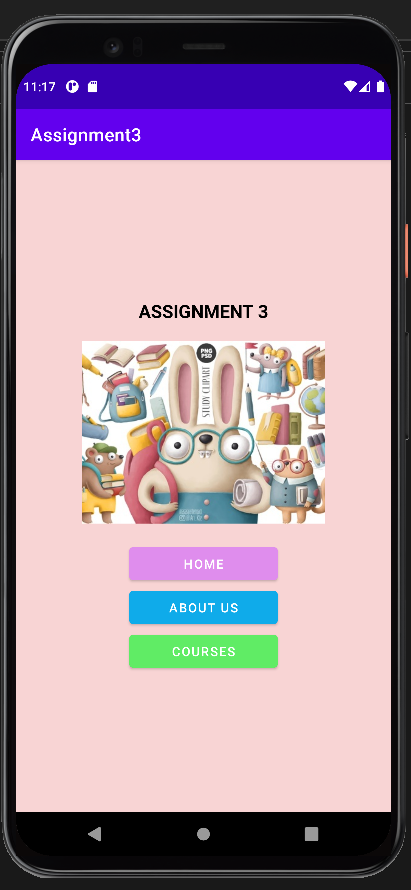 11:17
Assignment3
ASSIGNMENT 3
PNG
PSD
STUDY CLIPART
HOME
ABOUT US
COURSES